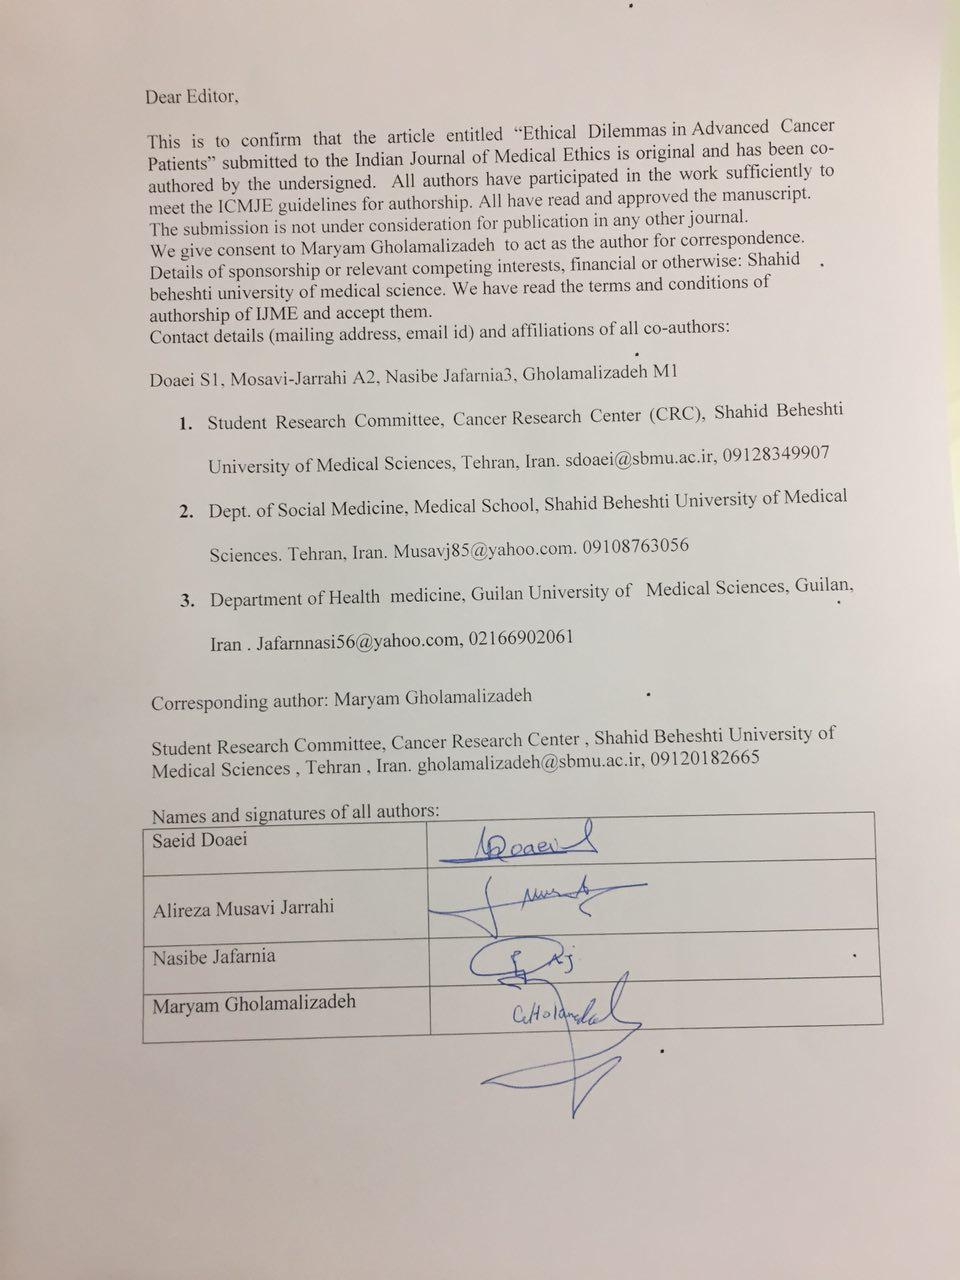 Dear Editor,
This is to confirm that the article entitled “Ethical Dilemmas in Advanced Cancer
Patients” submitted to the Indian Journal of Medical Ethics is original and has been co-
authored by the undersigned. All authors have participated in the work sufficiently to
meet the ICMJE guidelines for authorship. All have read and approved the manuscript.
The submission is not under consideration for publication in any other journal.
We give consent to Maryam Gholamalizadeh to act as the author for correspondence.
Details of sponsorship or relevant competing interests, financial or otherwise: Shahid
beheshti university of medical science. We have read the terms and conditions of
authorship of IJME and accept them.
Contact details (mailing address, email id) and affiliations of all co-authors:
Doaei S1, Mosavi-Jarrahi A2, Nasibe Jafarnia3, Gholamalizadeh M1
1. Student Research Committee, Cancer Research Center (CRC), Shahid Beheshti
University of Medical Sciences, Tehran, Iran. sdoaei@sbmu.ac.ir, 09128349907
2. Dept. of Social Medicine, Medical School, Shahid Beheshti University of Medical
Sciences. Tehran, Iran. Musavj85@yahoo.com. 09108763056
3. Department of Health medicine, Guilan University of Medical Sciences, Guilan,
Iran . Jafarnnasi56@yahoo.com, 02166902061
Corresponding author: Maryam Gholamalizadeh
Student Research Committee, Cancer Research Center , Shahid Beheshti University of
Medical Sciences , Tehran , Iran. gholamalizadeh@sbmu.ac.ir, 09120182665
Names and signatures of all authors:
Saeid Doaei
Doaei
Alireza Musavi Jarrahi
Nasibe Jafarnia
Maryam Gholamalizadeh